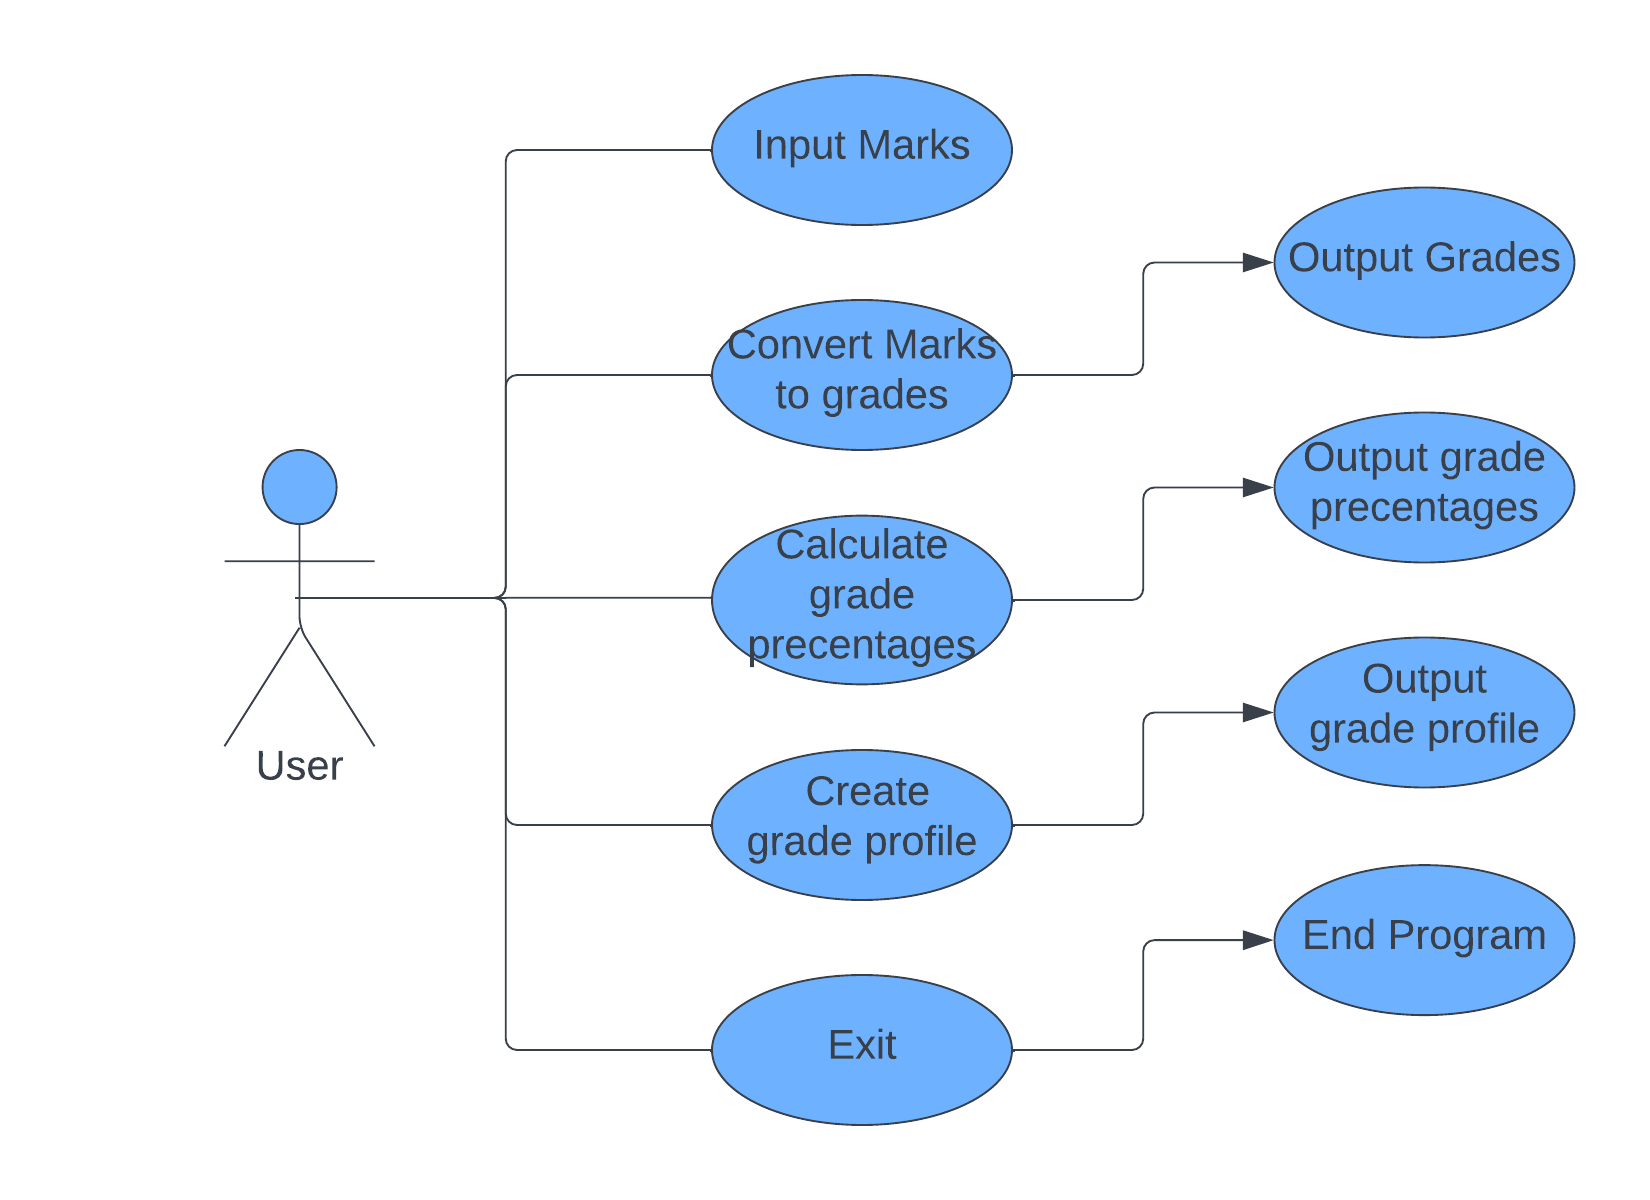 Input Marks
Output Grades
Convert Marks
to grades
Output grade
precentages
Calculate
grade
precentages
Output
grade profile
User
Create
grade profile
End Program
Exit